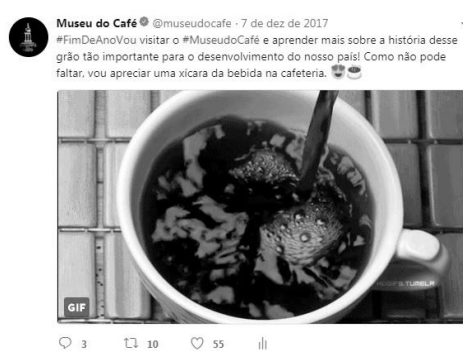 Museu do Café @museudocafe · 7 de dez de 2017
#FimDeAnoVou visitar o #MuseudoCafé e aprender mais sobre a história desse
grão tão importante para o desenvolvimento do nosso país! Como não pode
faltar, vou apreciar uma xícara da bebida na cafeteria. 😍☕
GIF
3 10 55